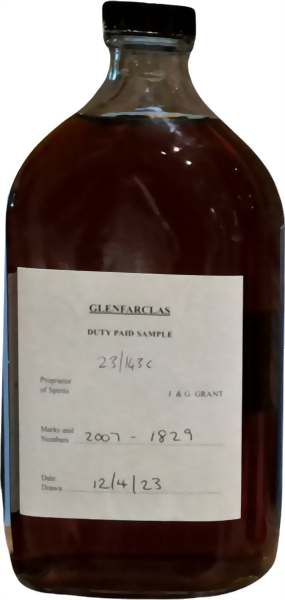 GLENFARCLAS
DUTY PAID SAMPLE
23/143c
Proprietor
of Spirits J. & G. GRANT
Marks and
Numbers 2007 - 1829
Date
Drawn 12/4/23